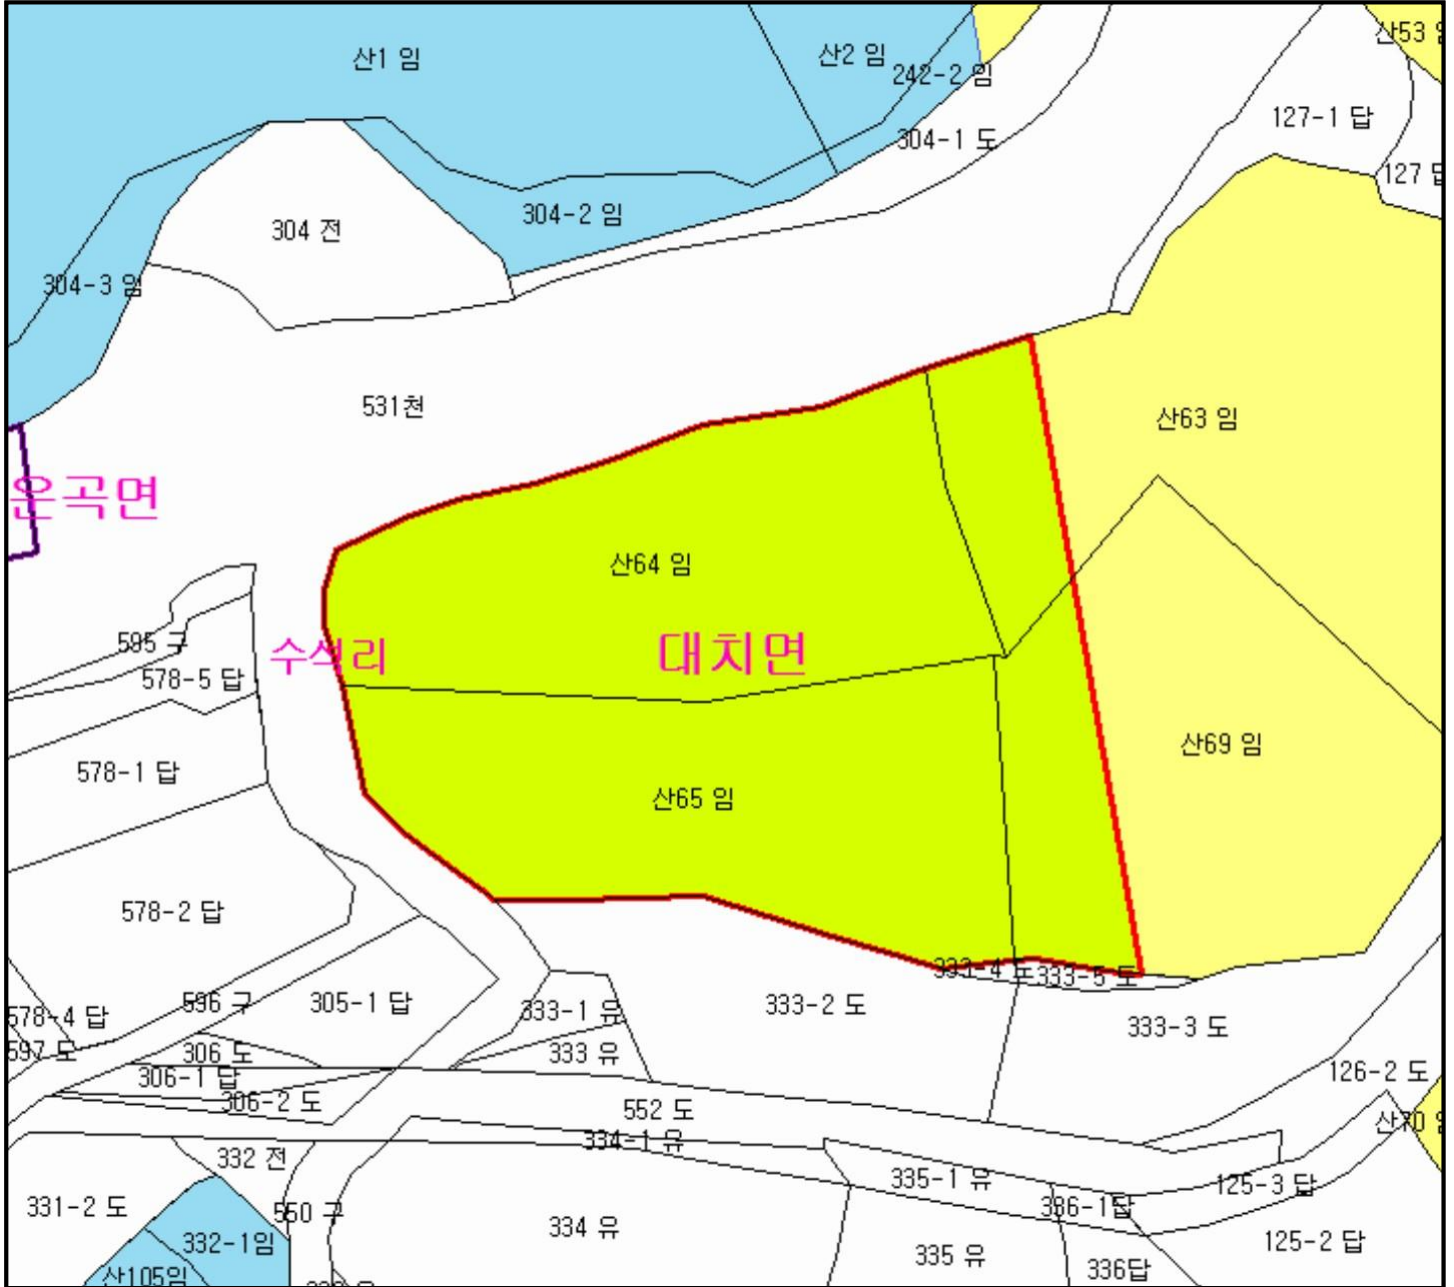 산1 임
산2 임
242-2 임
산53
304-1 도
127-1 답
127
304-2 임
304 전
304-3 임
531천
산63 임
운곡면
산64 임
595 구
수석리
대치면
578-5 답
산69 임
578-1 답
산65 임
578-2 답
333-4 도
333-5 도
578-4 답
596 구
305-1 답
333-1 유
333-2 도
333-3 도
597 도
306 도
333 유
126-2 도
306-1 답
306-2 도
552 도
산70
334-1 유
332 전
335-1 유
125-3 답
331-2 도
550 구
336-1답
332-1임
334 유
335 유
336답
125-2 답
산105임